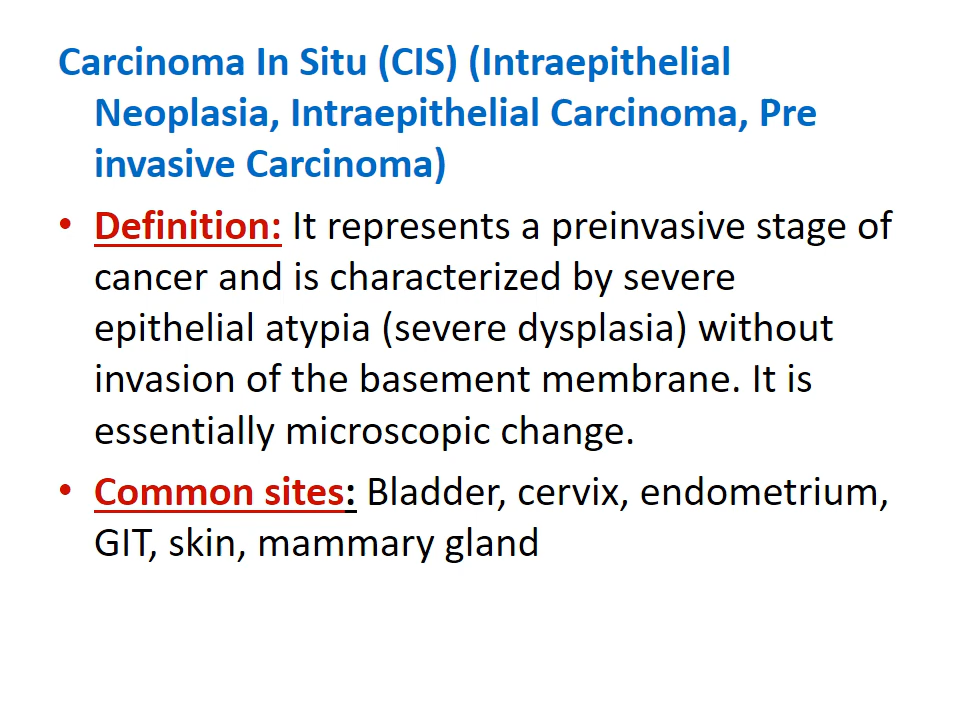 Carcinoma In Situ (CIS) (Intraepithelial
Neoplasia, Intraepithelial Carcinoma, Pre
invasive Carcinoma)
• Definition: It represents a preinvasive stage of
cancer and is characterized by severe
epithelial atypia (severe dysplasia) without
invasion of the basement membrane. It is
essentially microscopic change.
• Common sites: Bladder, cervix, endometrium,
GIT, skin, mammary gland